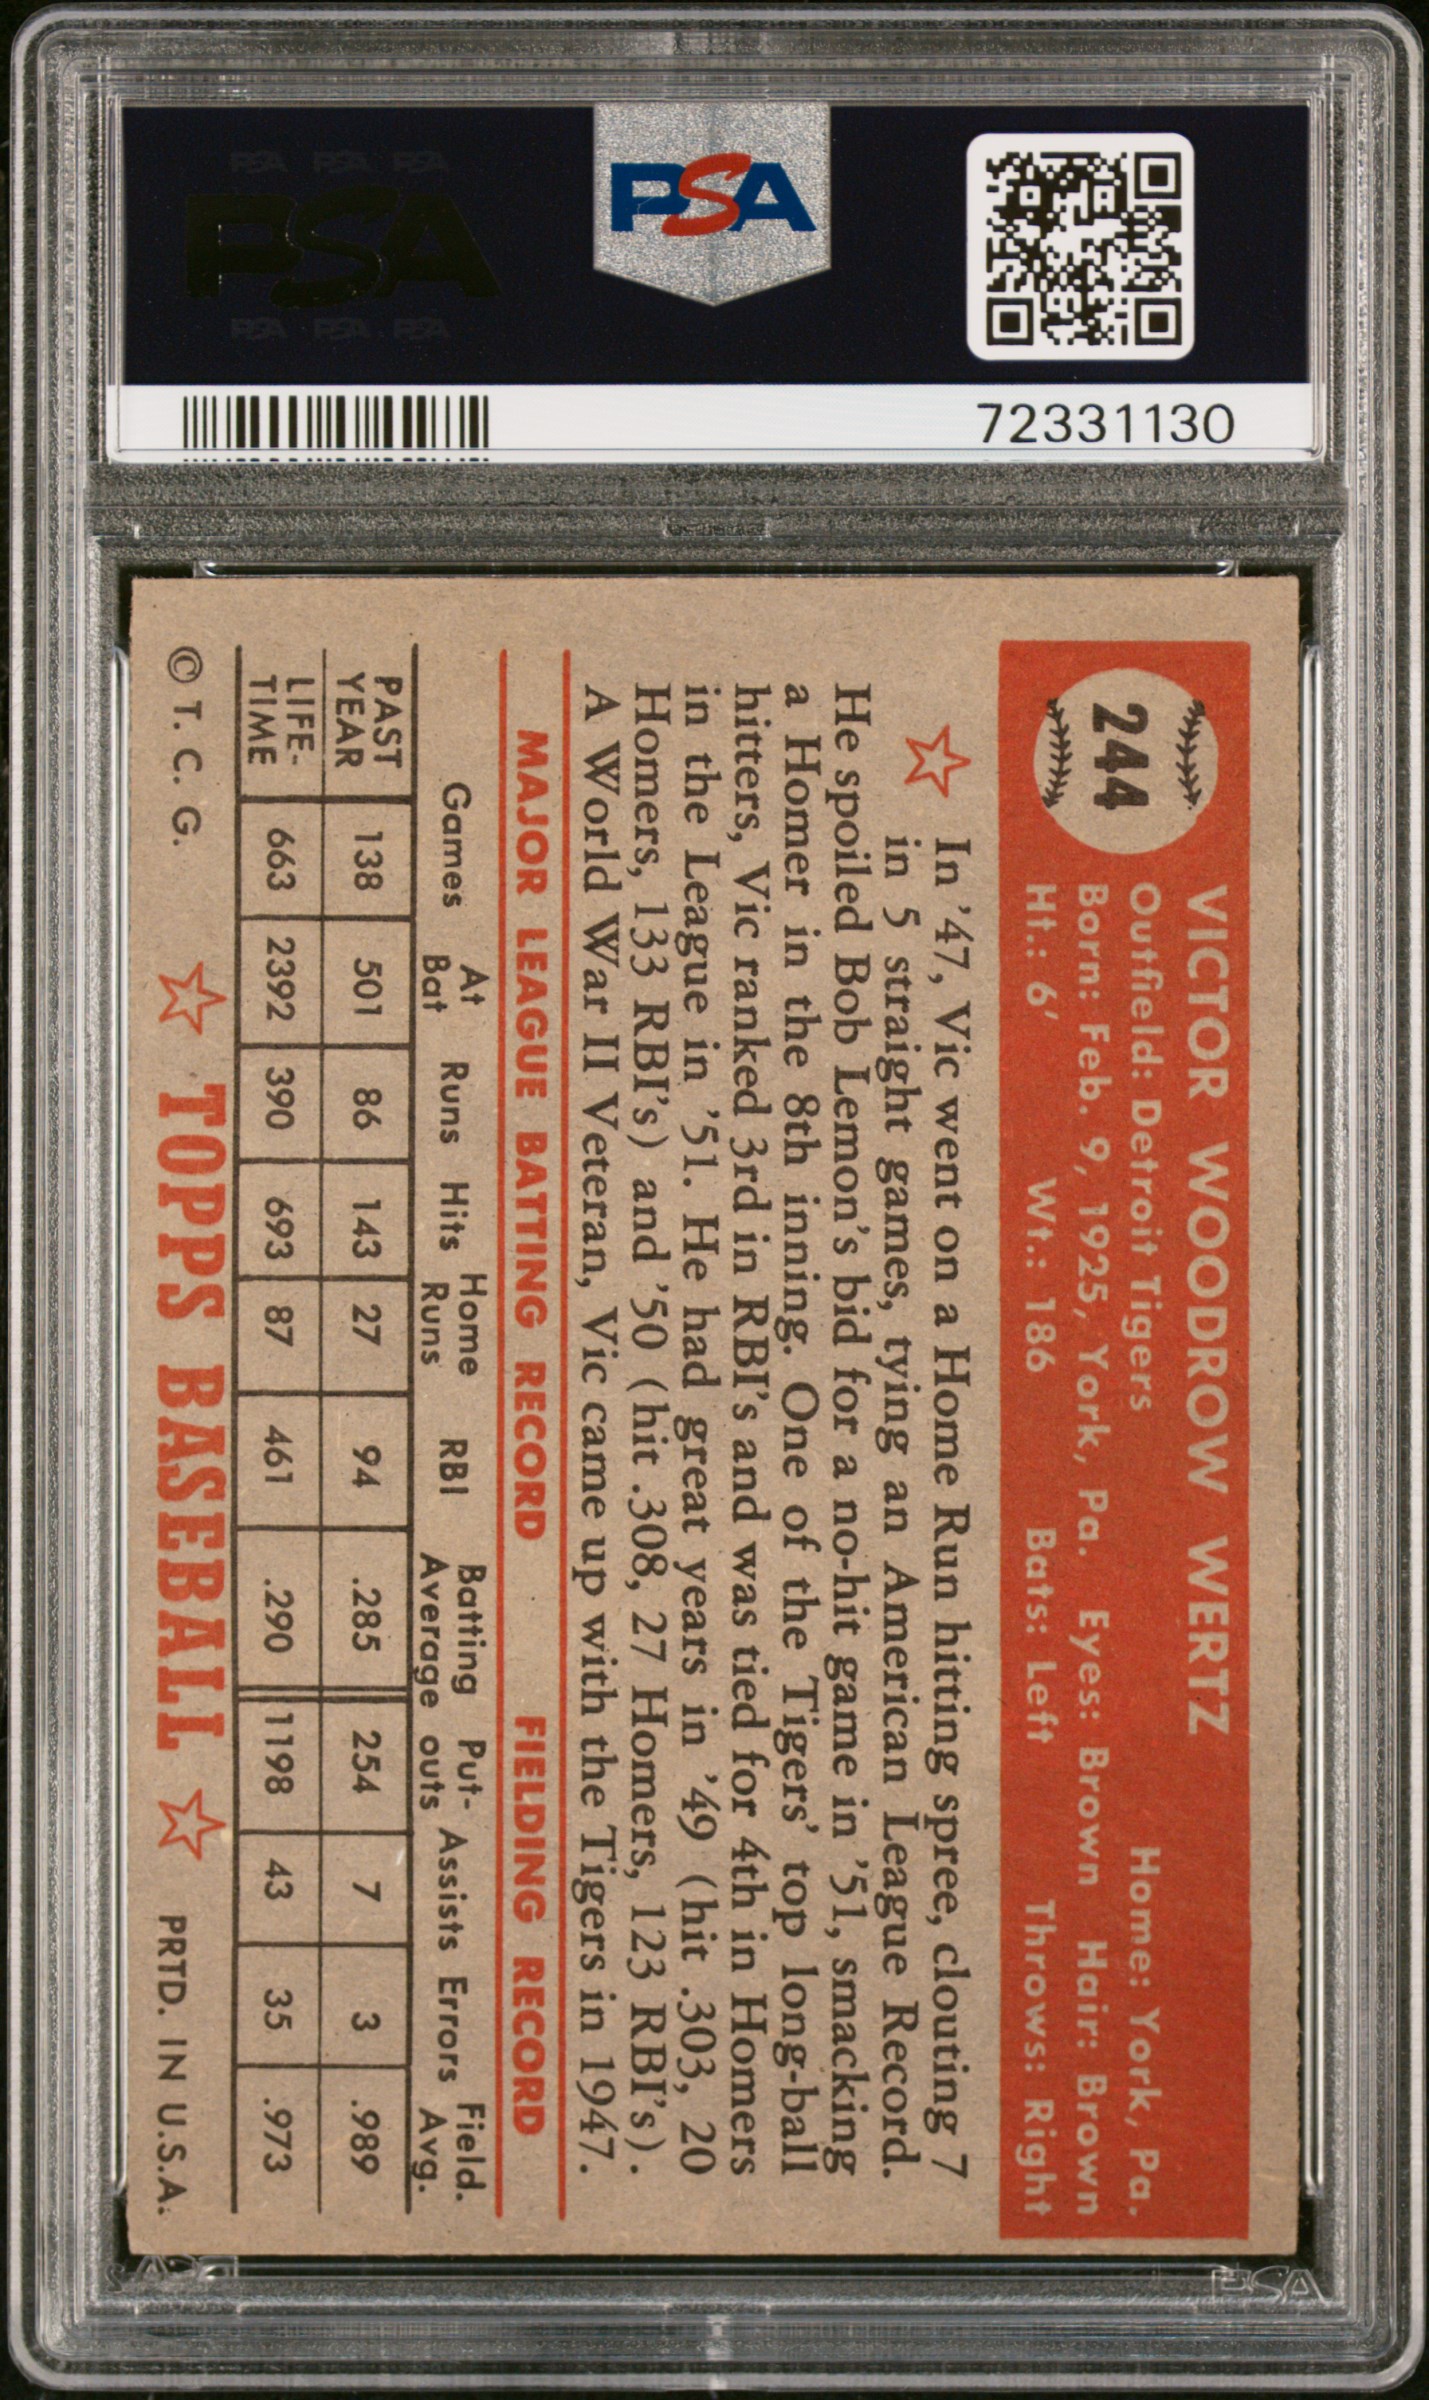 PSA PSA PSA
PSA
PSA PSA PSA
PSA
72331130
244
VICTOR WOODROW WERTZ
Outfield: Detroit Tigers Home: York, Pa.
Born: Feb. 9, 1925, York, Pa. Eyes: Brown Hair: Brown
Ht.: 6' Wt.: 186 Bats: Left Throws: Right
In '47, Vic went on a Home Run hitting spree, clouting 7
in 5 straight games, tying an American League Record.
He spoiled Bob Lemon's bid for a no-hit game in '51, smacking
a Homer in the 8th inning. One of the Tigers' top long-ball
hitters, Vic ranked 3rd in RBI's and was tied for 4th in Homers
in the League in '51. He had great years in '49 (hit .303, 20
Homers, 133 RBI's) and '50 (hit .308, 27 Homers, 123 RBI's).
A World War II Veteran, Vic came up with the Tigers in 1947.
MAJOR LEAGUE BATTING RECORD FIELDING RECORD
Games At Bat Runs Hits Home Runs RBI Batting Average Put-outs Assists Errors Field. Avg.
PAST YEAR 138 501 86 143 27 94 .285 254 7 3 .989
LIFE-TIME 663 2392 390 693 87 461 .290 1198 43 35 .973
© T. C. G. TOPPS BASEBALL PRTD. IN U.S.A.
PSA
PSA